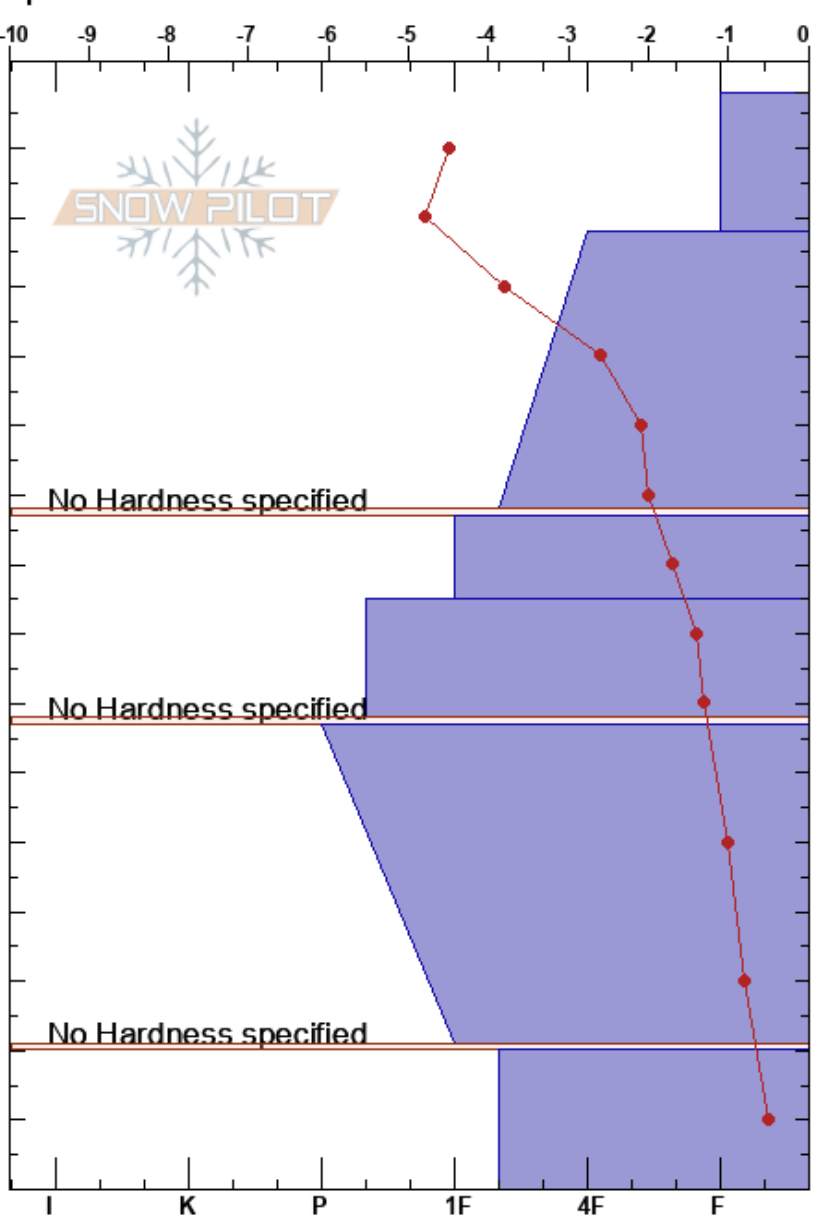 -10 -9 -8 -7 -6 -5 -4 -3 -2 -1 0
SNOW PILOT
No Hardness specified
No Hardness specified
No Hardness specified
I K P 1F 4F F